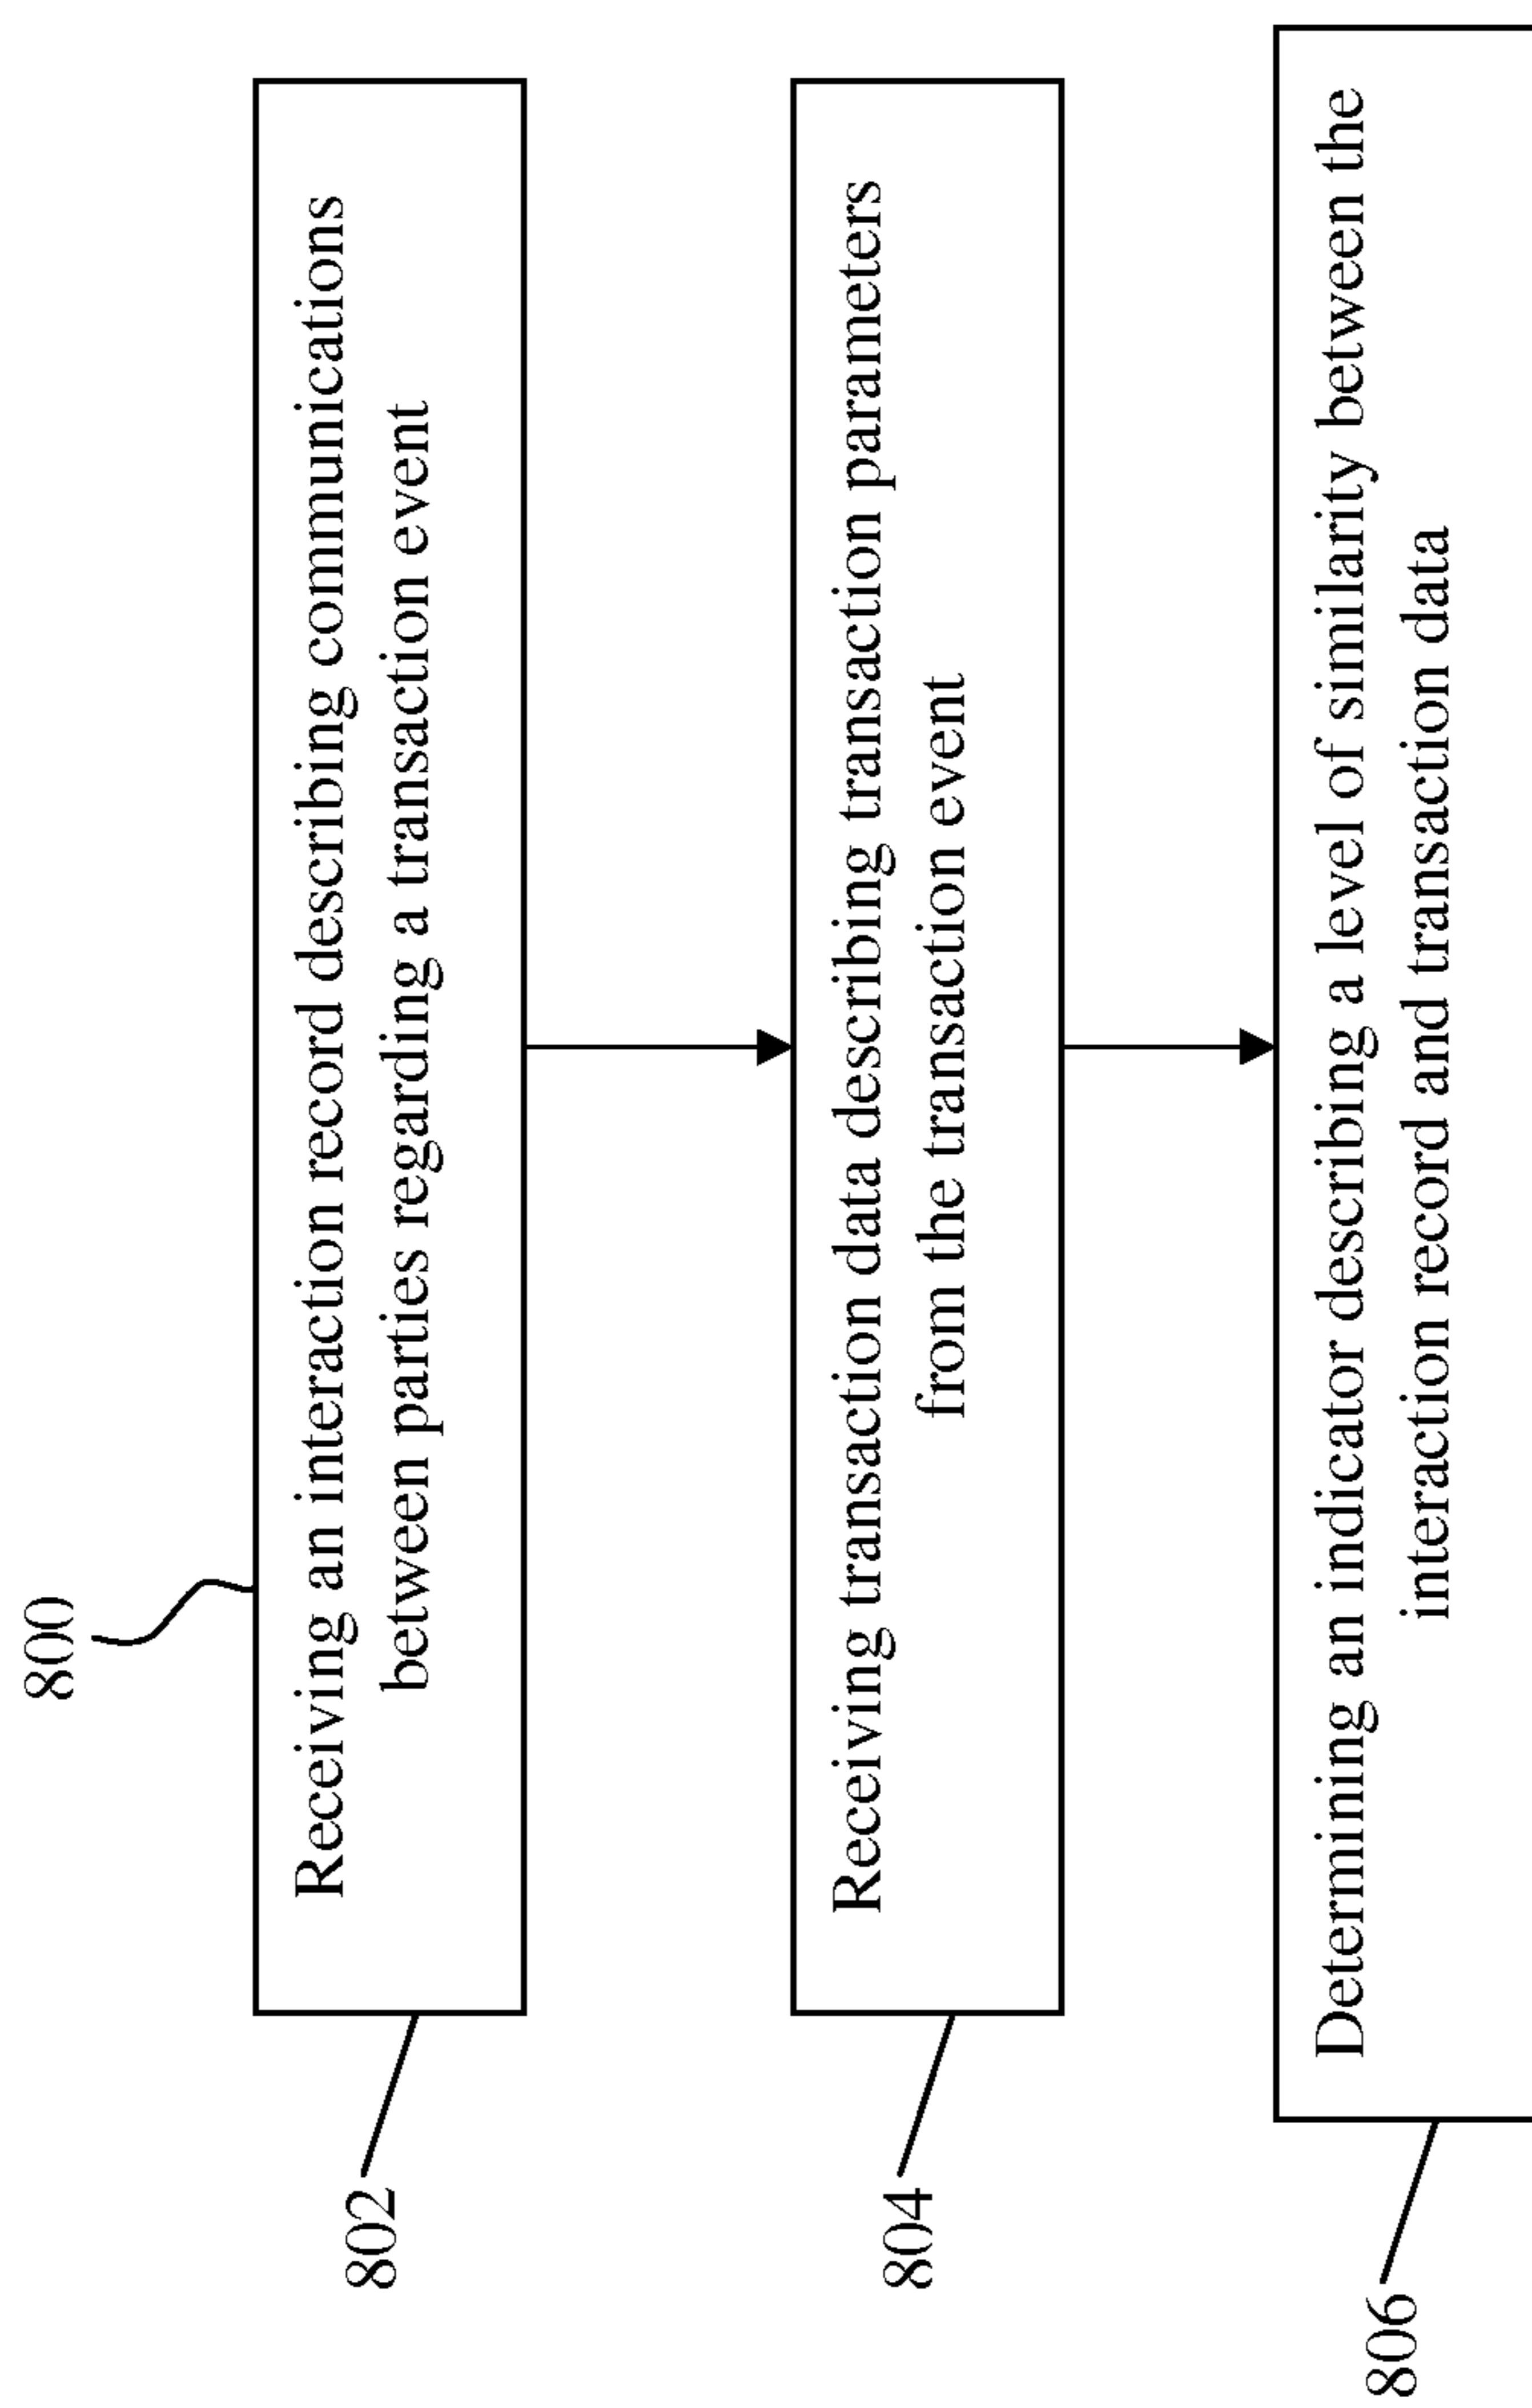 800
802
Receiving an interaction record describing communications
between parties regarding a transaction event
804
Receiving transaction data describing transaction parameters
from the transaction event
806
Determining an indicator describing a level of similarity between the
interaction record and transaction data